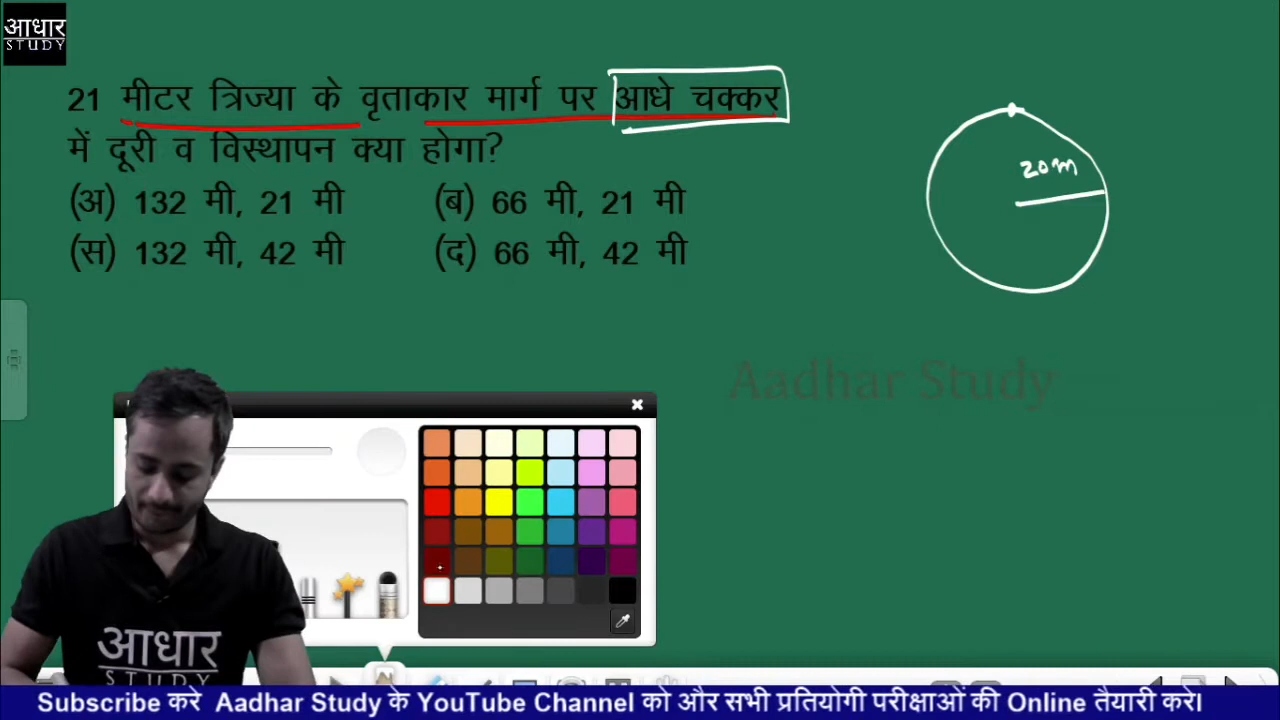 आधार
STUDY
21 मीटर त्रिज्या के वृताकार मार्ग पर आधे चक्कर
में दूरी व विस्थापन क्या होगा?
(अ) 132 मी, 21 मी (ब) 66 मी, 21 मी
(स) 132 मी, 42 मी (द) 66 मी, 42 मी
20m
Aadhar Study
आधार
STUDY
Subscribe करे Aadhar Study के YouTube Channel को और सभी प्रतियोगी परीक्षाओं की Online तैयारी करे।